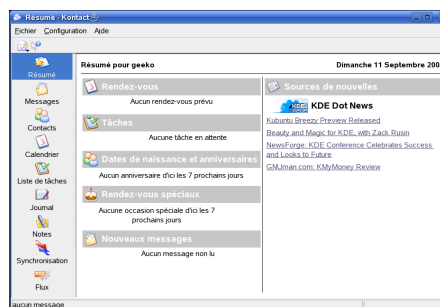 Résumé - Kontact
Fichier Configuration Aide
Résumé
Messages
Contacts
Calendrier
Liste de tâches
Journal
Notes
Synchronisation
Flux
Résumé pour geeko
Dimanche 11 Septembre 200
Rendez-vous
Aucun rendez-vous prévu
Tâches
Aucune tâche en attente
Dates de naissance et anniversaires
Aucun anniversaire d'ici les 7 prochains jours
Rendez-vous spéciaux
Aucune occasion spéciale d'ici les 7
prochains jours
Nouveaux messages
Aucun message non lu
Sources de nouvelles
KDE Dot News
Kubuntu Breezy Preview Released
Beauty and Magic for KDE, with Zack Rusin
NewsForge: KDE Conference Celebrates Success
and Looks to Future
GNUman.com: KMyMoney Review
aucun message